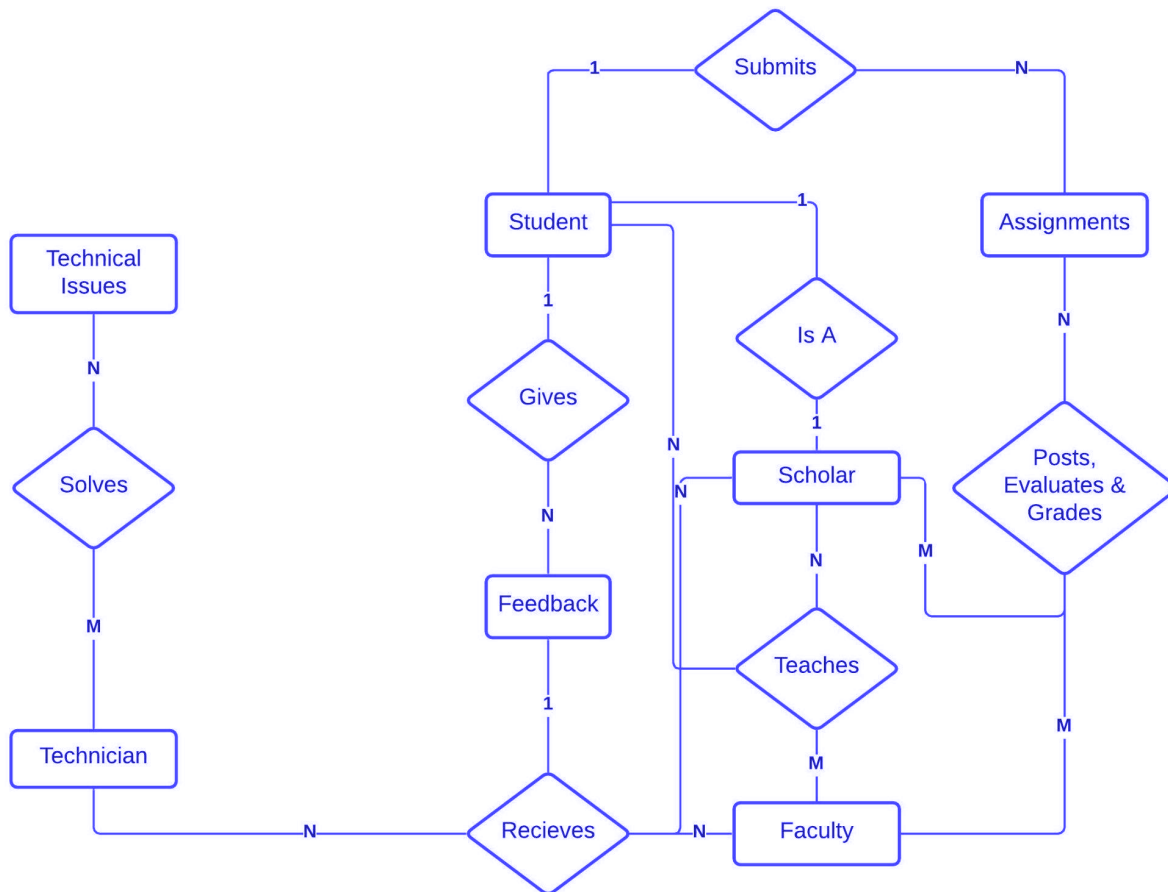 Submits
1
N
Student
1
Assignments
Technical
Issues
1
N
Is A
N
Gives
1
N
Scholar
Posts,
Evaluates &
Grades
Solves
N
N
N
M
Feedback
M
Teaches
1
M
M
Technician
N
Recieves
N
Faculty